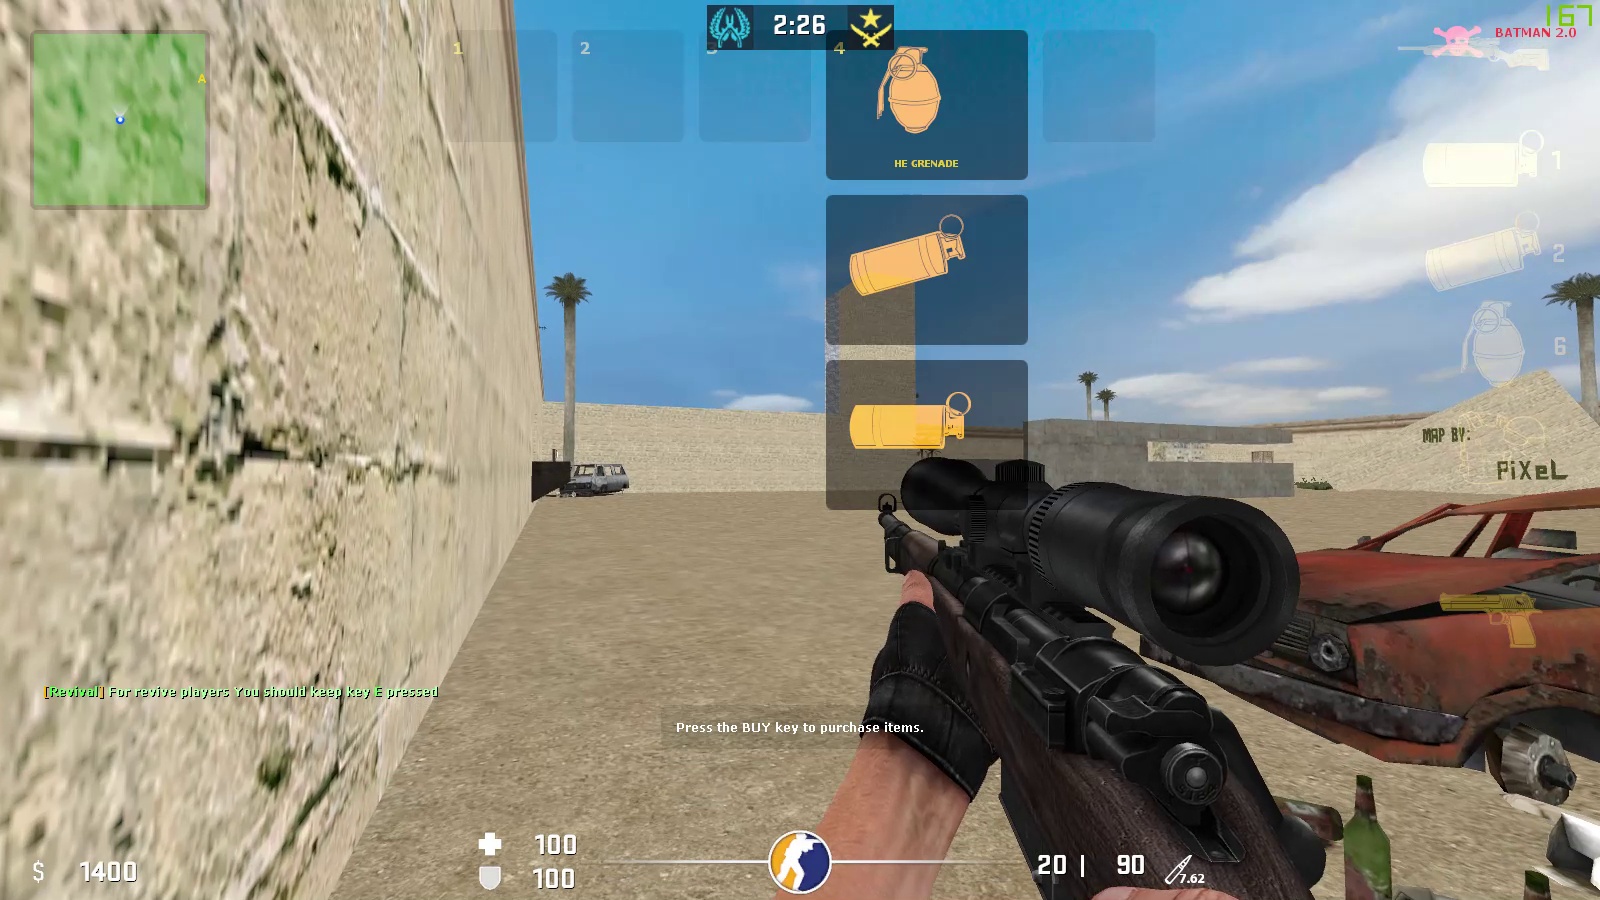 2:26
167
BATMAN 2.0
1
2
3
4
A
HE GRENADE
1
2
6
MAP BY:
PiXeL
[Revival] For revive players You should keep key E pressed
Press the BUY key to purchase items.
$ 1400
100
100
20 | 90
7.62